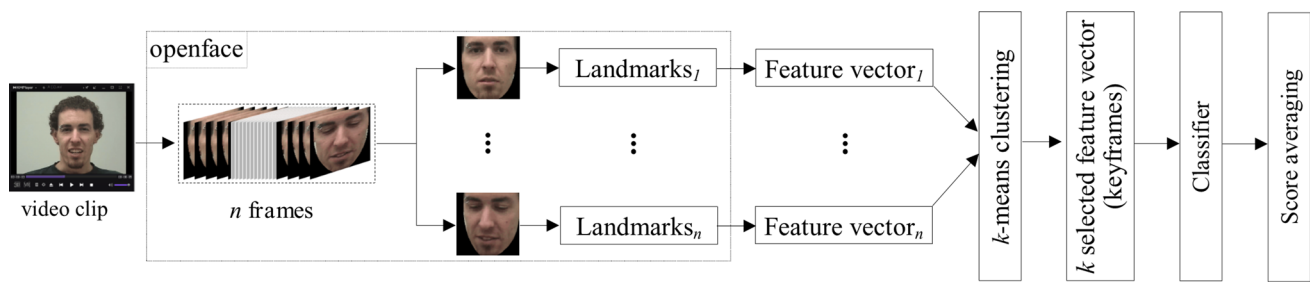 openface
video clip
n frames
Landmarks1
Feature vector1
Landmarksn
Feature vectorn
k-means clustering
k selected feature vector
(keyframes)
Classifier
Score averaging